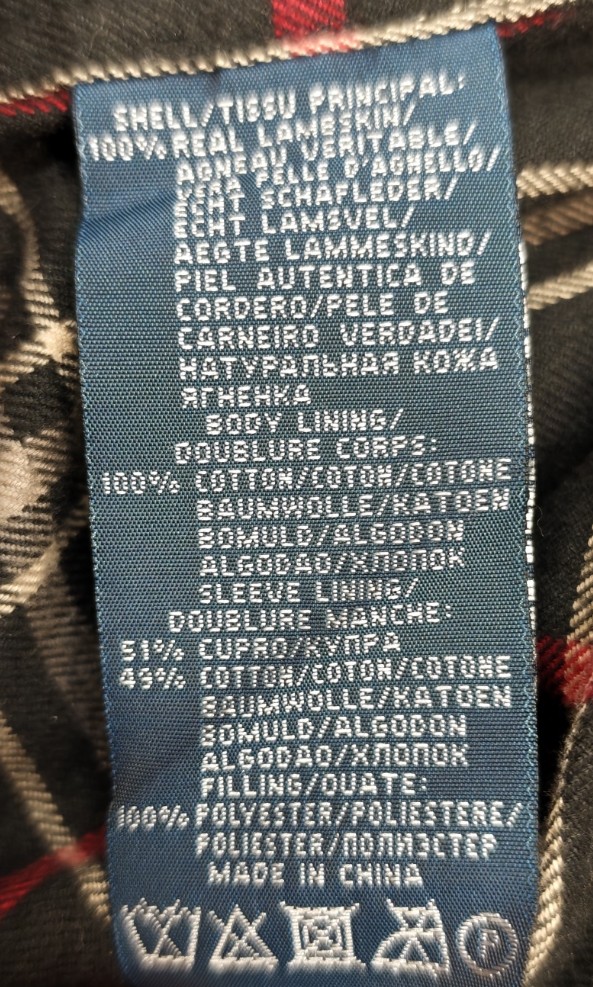 SHELL/TISSU PRINCIPAL:
100% REAL LAMBSKIN/
AGNEAU VERITABLE/
VERA PELLE D'AGNELLO/
ECHT SCHAFLEDER/
ECHT LAMSVEL/
AEGTE LAMMESKIND/
PIEL AUTENTICA DE
CORDERO/PELE DE
CARNEIRO VERDADEI/
НАТУРАЛЬНАЯ КОЖА
ЯГНЕНКА
BODY LINING/
DOUBLURE CORPS:
100% COTTON/COTON/COTONE
BAUMWOLLE/KATOEN
BOMULD/ALGODON
ALGODAO/ХЛОПОК
SLEEVE LINING/
DOUBLURE MANCHE:
51% CUPRO/КУПРА
49% COTTON/COTON/COTONE
BAUMWOLLE/KATOEN
BOMULD/ALGODON
ALGODAO/ХЛОПОК
FILLING/OUATE:
100% POLYESTER/POLIESTERE/
POLIESTER/ПОЛИЭСТЕР
MADE IN CHINA
P